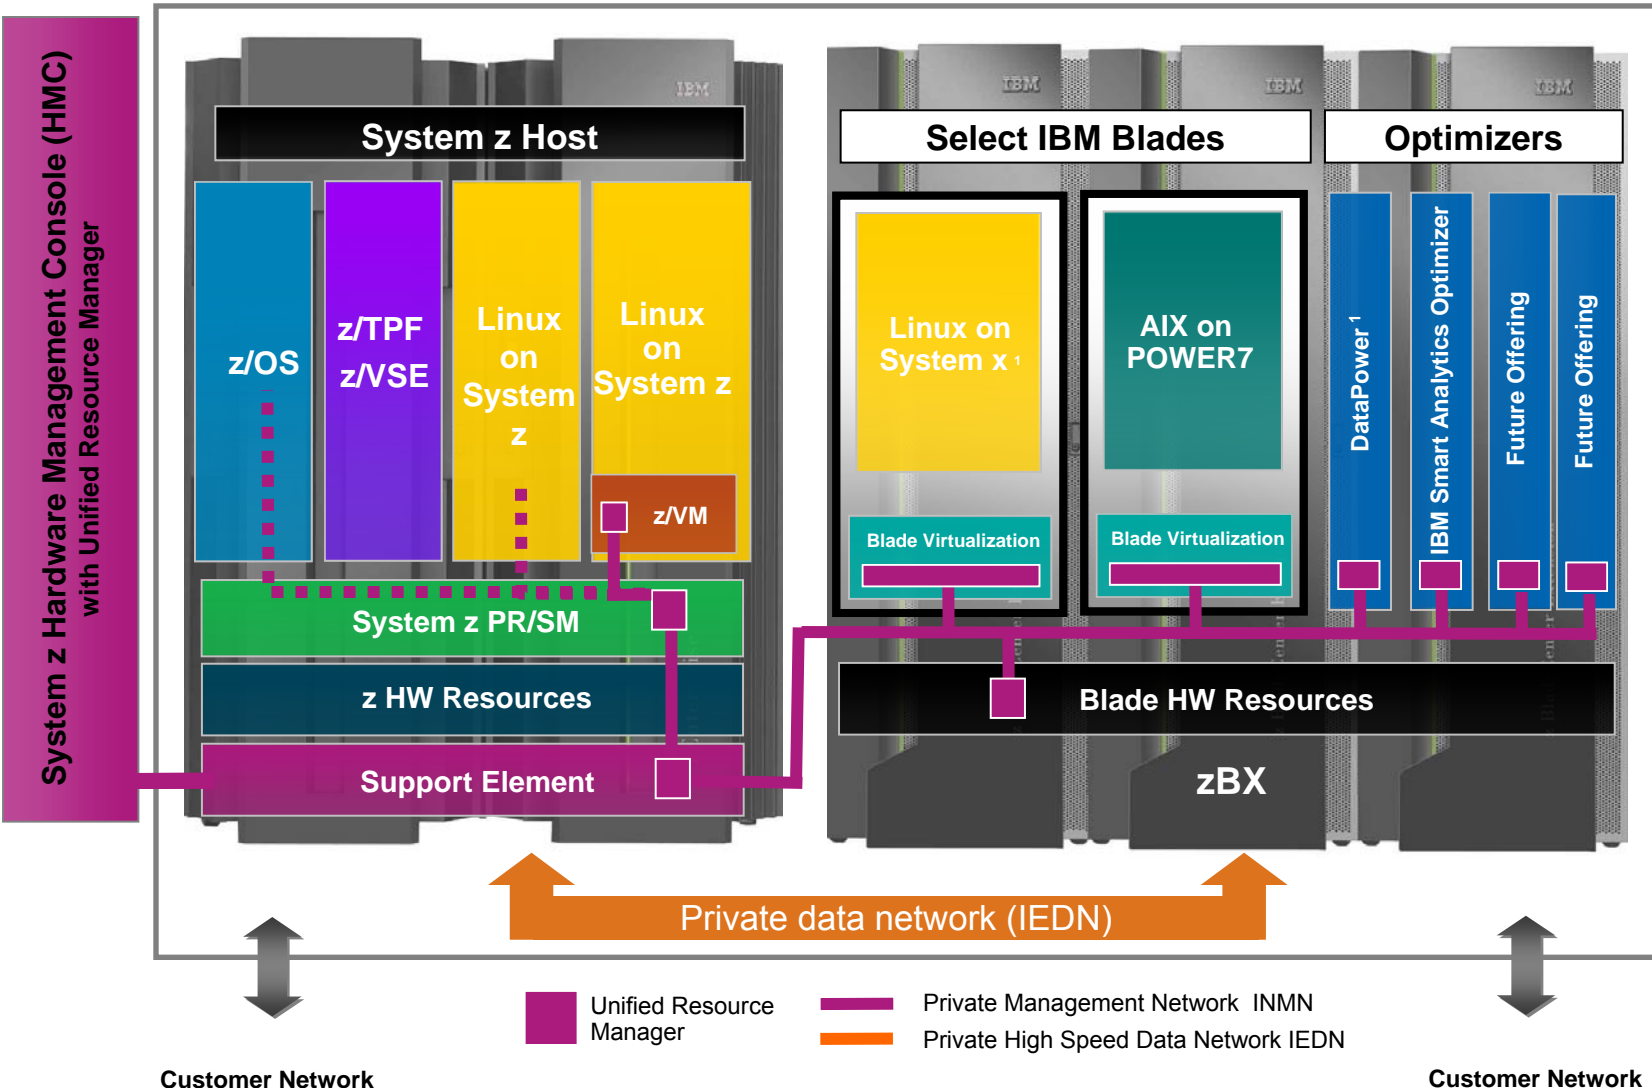 System z Hardware Management Console (HMC)
with Unified Resource Manager
IBM
IBM
IBM
IBM
System z Host
Select IBM Blades
Optimizers
z/OS
z/TPF
z/VSE
Linux
on
System
z
Linux
on
System z
z/VM
Linux on
System x 1
AIX on
POWER7
DataPower 1
IBM Smart Analytics Optimizer
Future Offering
Future Offering
Blade Virtualization
Blade Virtualization
System z PR/SM
z HW Resources
Blade HW Resources
Support Element
zBX
Private data network (IEDN)
Unified Resource
Manager
Private Management Network INMN
Private High Speed Data Network IEDN
Customer Network
Customer Network